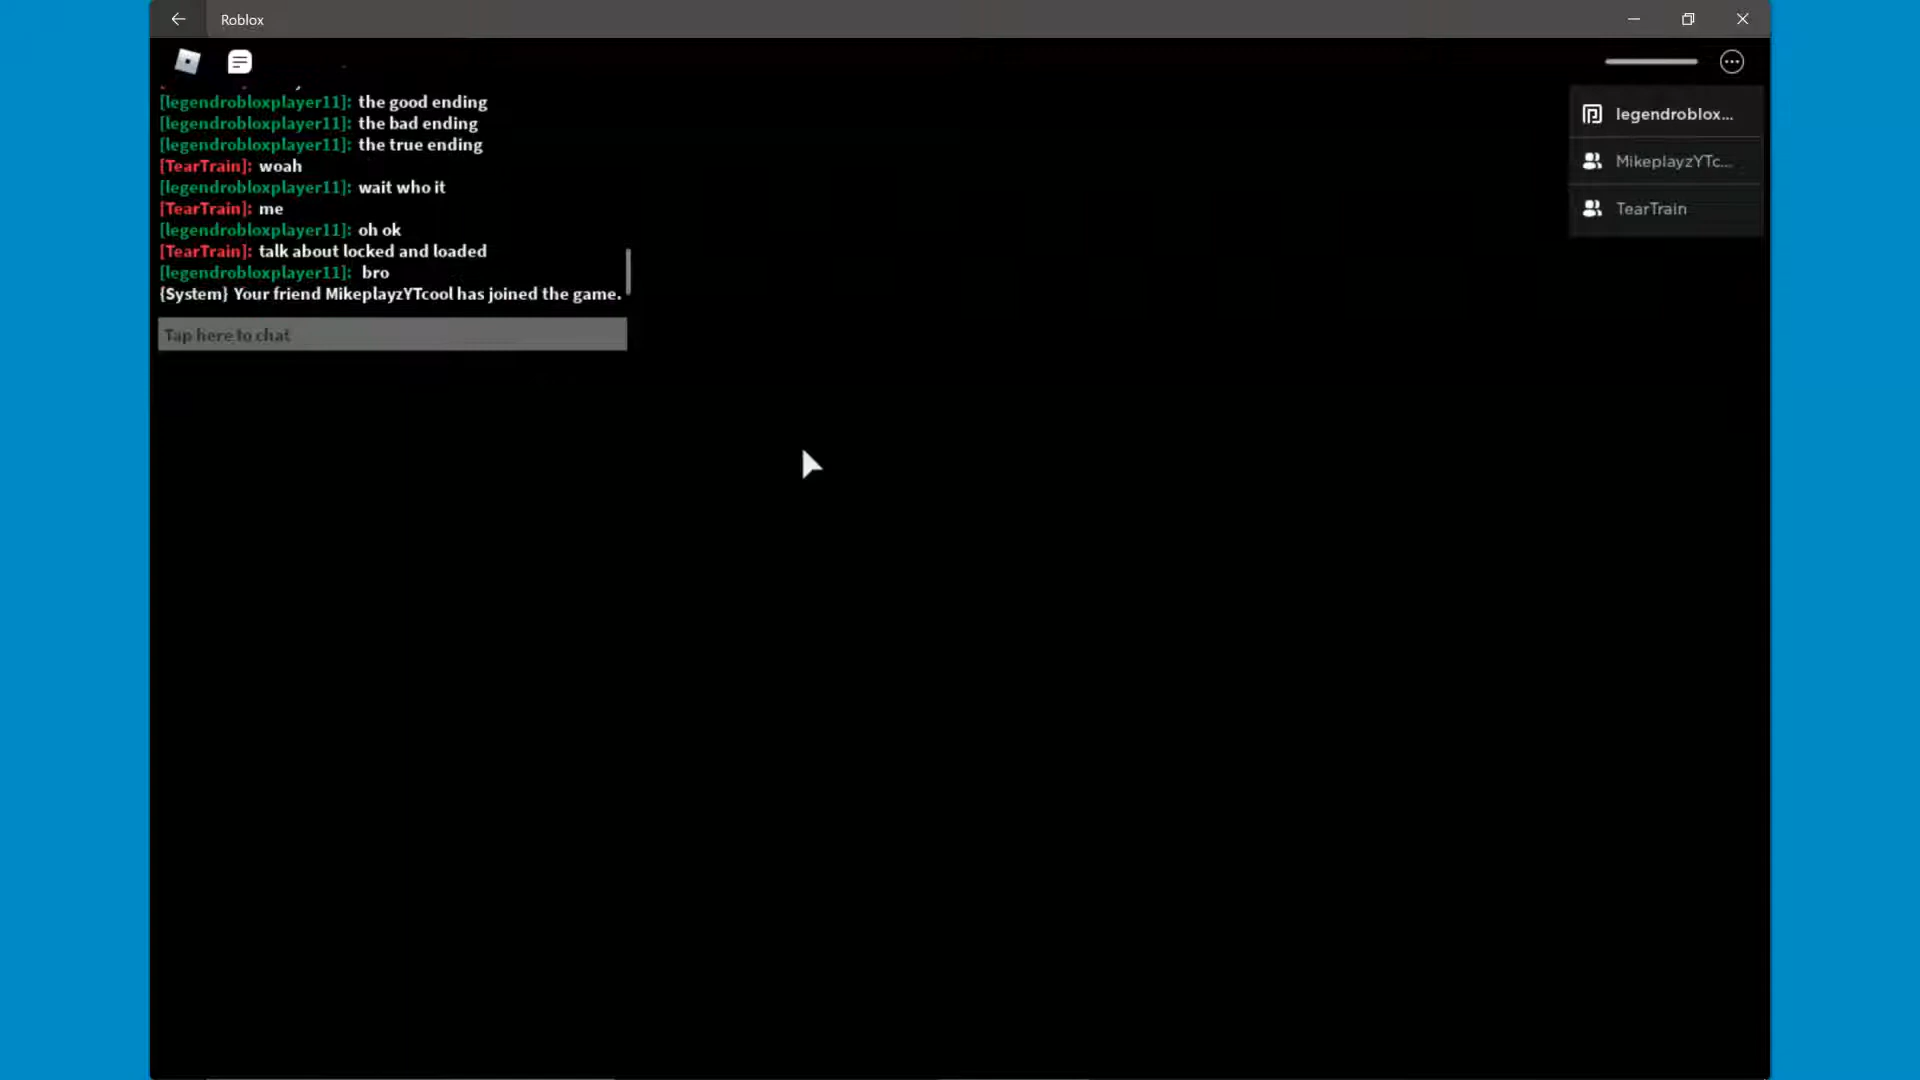 Roblox
[legendrobloxplayer11]: the good ending
[legendrobloxplayer11]: the bad ending
[legendrobloxplayer11]: the true ending
[TearTrain]: woah
[legendrobloxplayer11]: wait who it
[TearTrain]: me
[legendrobloxplayer11]: oh ok
[TearTrain]: talk about locked and loaded
[legendrobloxplayer11]: bro
{System} Your friend MikeplayzYTcool has joined the game.
Tap here to chat
legendroblox...
MikeplayzYTc...
TearTrain